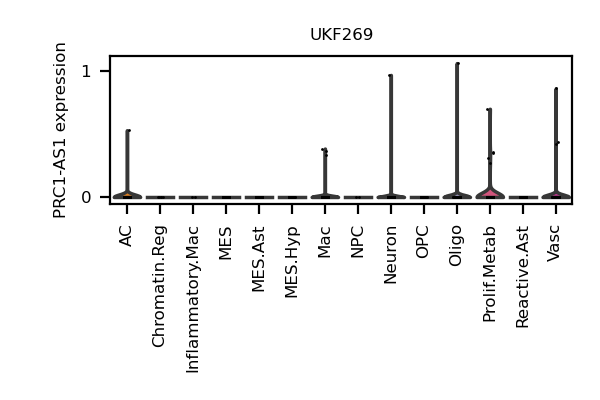 UKF269
PRC1-AS1 expression
1
0
AC
Chromatin.Reg
Inflammatory.Mac
MES
MES.Ast
MES.Hyp
Mac
NPC
Neuron
OPC
Oligo
Prolif.Metab
Reactive.Ast
Vasc